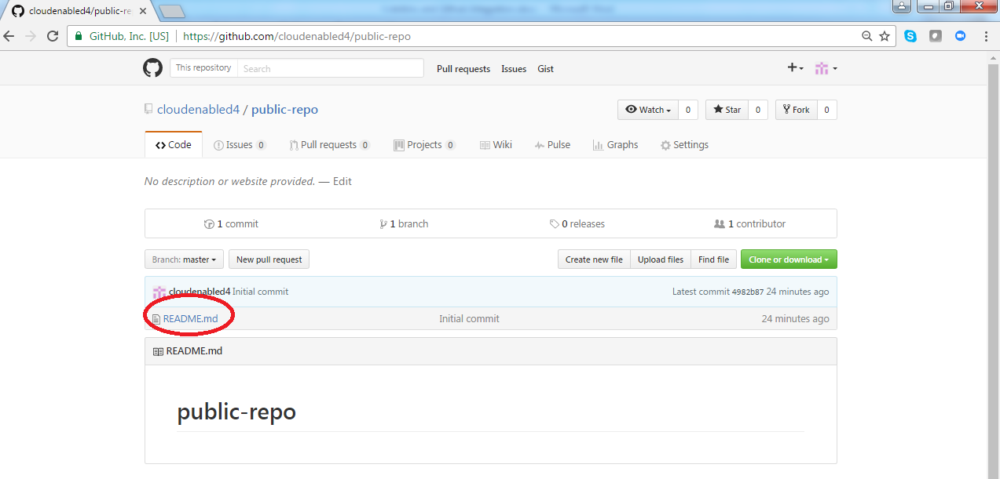 cloudenabled4/public-re
GitHub, Inc. [US] https://github.com/cloudenabled4/public-repo
This repository Search Pull requests Issues Gist
cloudenabled4 / public-repo Watch 0 Star 0 Fork 0
Code Issues 0 Pull requests 0 Projects 0 Wiki Pulse Graphs Settings
No description or website provided. — Edit
1 commit 1 branch 0 releases 1 contributor
Branch: master New pull request Create new file Upload files Find file Clone or download
cloudenabled4 Initial commit Latest commit 4982b87 24 minutes ago
README.md Initial commit 24 minutes ago
README.md
public-repo